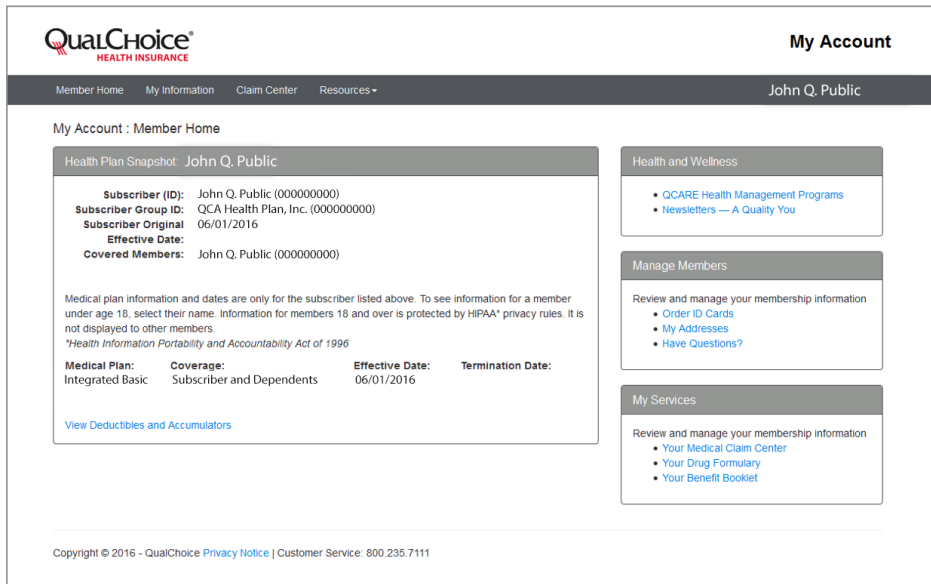 QualChoice®
HEALTH INSURANCE
My Account
Member Home My Information Claim Center Resources
John Q. Public
My Account : Member Home
Health Plan Snapshot: John Q. Public
Subscriber (ID): John Q. Public (000000000)
Subscriber Group ID: QCA Health Plan, Inc. (000000000)
Subscriber Original 06/01/2016
Effective Date:
Covered Members: John Q. Public (000000000)
Medical plan information and dates are only for the subscriber listed above. To see information for a member
under age 18, select their name. Information for members 18 and over is protected by HIPAA* privacy rules. It is
not displayed to other members.
*Health Information Portability and Accountability Act of 1996
Medical Plan: Coverage: Effective Date: Termination Date:
Integrated Basic Subscriber and Dependents 06/01/2016
View Deductibles and Accumulators
Health and Wellness
• QCARE Health Management Programs
• Newsletters — A Quality You
Manage Members
Review and manage your membership information
• Order ID Cards
• My Addresses
• Have Questions?
My Services
Review and manage your membership information
• Your Medical Claim Center
• Your Drug Formulary
• Your Benefit Booklet
Copyright © 2016 - QualChoice Privacy Notice | Customer Service: 800.235.7111